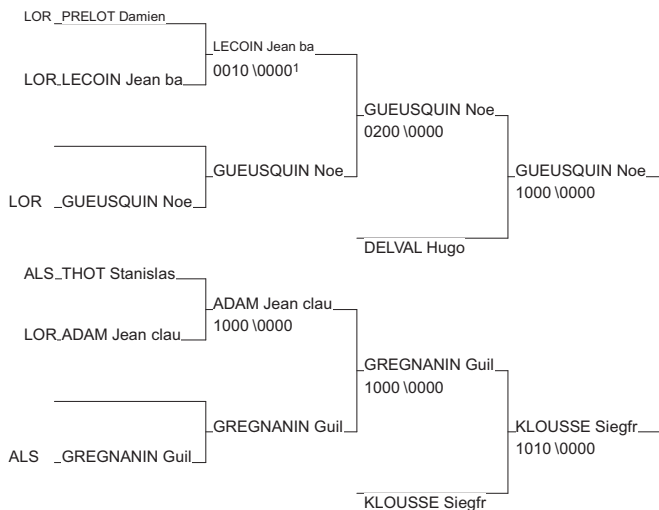 LOR PRELOT Damien
LECOIN Jean ba
0010 \0000¹
LOR LECOIN Jean ba
GUEUSQUIN Noe
0200 \0000
GUEUSQUIN Noe
GUEUSQUIN Noe
1000 \0000
LOR GUEUSQUIN Noe
DELVAL Hugo
ALS THOT Stanislas
ADAM Jean clau
1000 \0000
LOR ADAM Jean clau
GREGNANIN Guil
1000 \0000
GREGNANIN Guil
KLOUSSE Siegfr
1010 \0000
ALS GREGNANIN Guil
KLOUSSE Siegfr